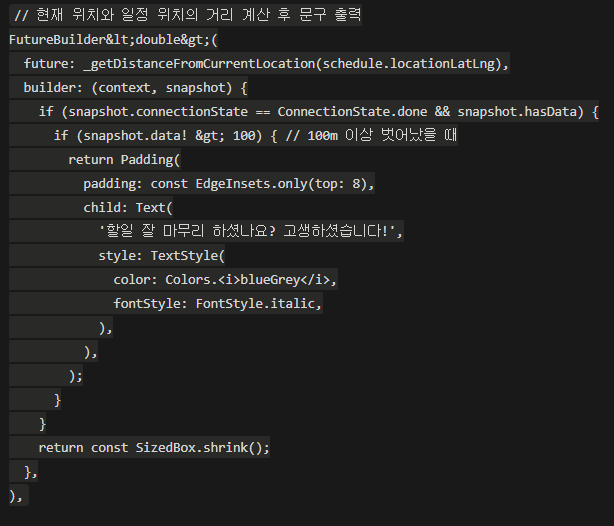 // 현재 위치와 일정 위치의 거리 계산 후 문구 출력
FutureBuilder&lt;double&gt;(
  future: _getDistanceFromCurrentLocation(schedule.locationLatLng),
  builder: (context, snapshot) {
    if (snapshot.connectionState == ConnectionState.done && snapshot.hasData) {
      if (snapshot.data! &gt; 100) { // 100m 이상 벗어났을 때
        return Padding(
          padding: const EdgeInsets.only(top: 8),
          child: Text(
            '할일 잘 마무리 하셨나요? 고생하셨습니다!',
            style: TextStyle(
              color: Colors.<i>blueGrey</i>,
              fontStyle: FontStyle.italic,
            ),
          ),
        );
      }
    }
    return const SizedBox.shrink();
  },
),